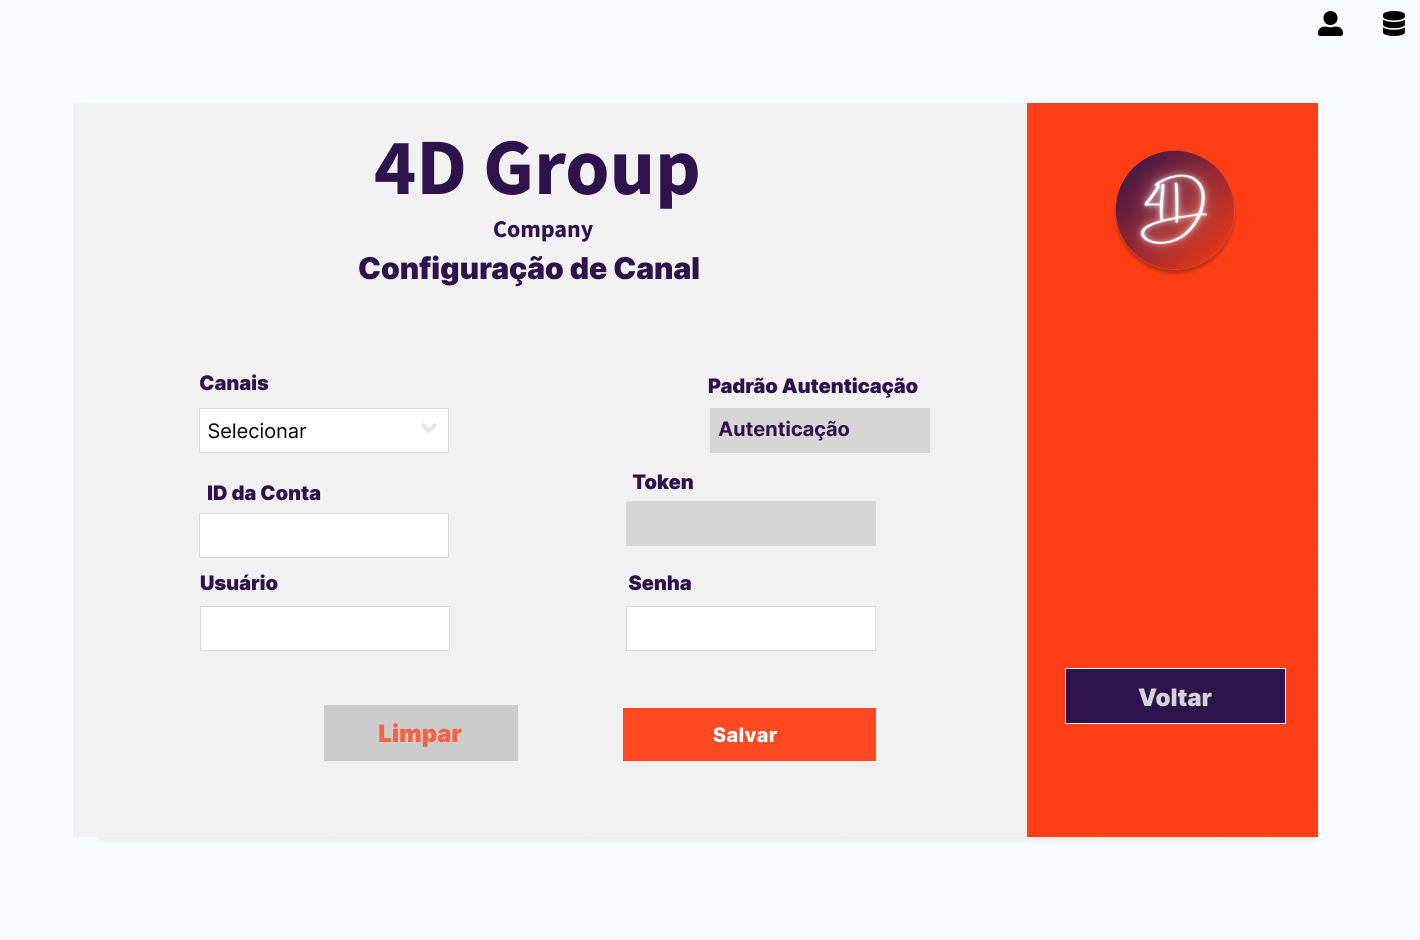 4D Group
Company
Configuração de Canal
4D
Canais
Padrão Autenticação
Selecionar
Autenticação
ID da Conta
Token
Usuário
Senha
Limpar
Salvar
Voltar